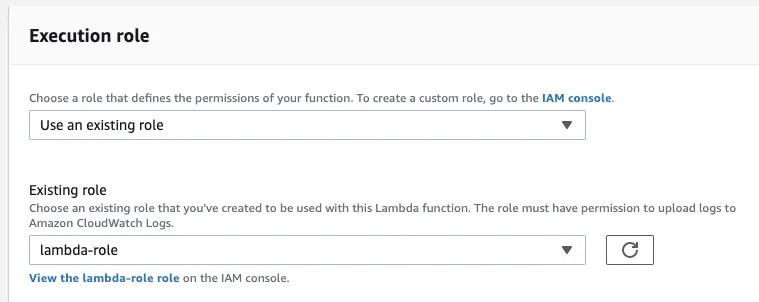 Execution role
Choose a role that defines the permissions of your function. To create a custom role, go to the IAM console.
Use an existing role
Existing role
Choose an existing role that you've created to be used with this Lambda function. The role must have permission to upload logs to
Amazon CloudWatch Logs.
lambda-role
View the lambda-role role on the IAM console.